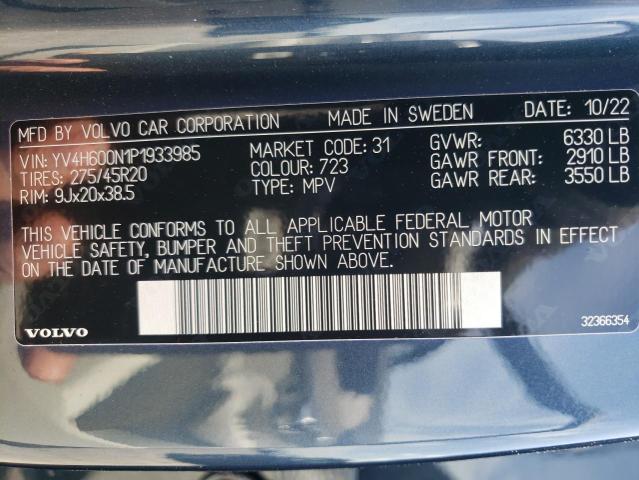 MFD BY VOLVO CAR CORPORATION MADE IN SWEDEN DATE: 10/22
VIN: YV4H600N1P1933985 MARKET CODE: 31 GVWR: 6330 LB
TIRES: 275/45R20 COLOUR: 723 GAWR FRONT: 2910 LB
RIM: 9Jx20x38.5 TYPE: MPV GAWR REAR: 3550 LB
THIS VEHICLE CONFORMS TO ALL APPLICABLE FEDERAL MOTOR
VEHICLE SAFETY, BUMPER AND THEFT PREVENTION STANDARDS IN EFFECT
ON THE DATE OF MANUFACTURE SHOWN ABOVE.
VOLVO 32366354